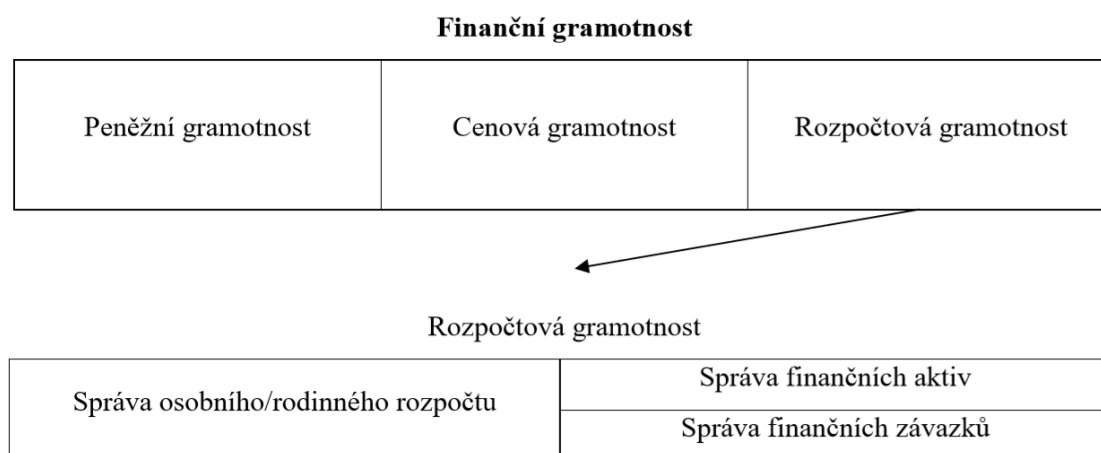 Finanční gramotnost
Peněžní gramotnost
Cenová gramotnost
Rozpočtová gramotnost
Rozpočtová gramotnost
Správa osobního/rodinného rozpočtu
Správa finančních aktiv
Správa finančních závazků